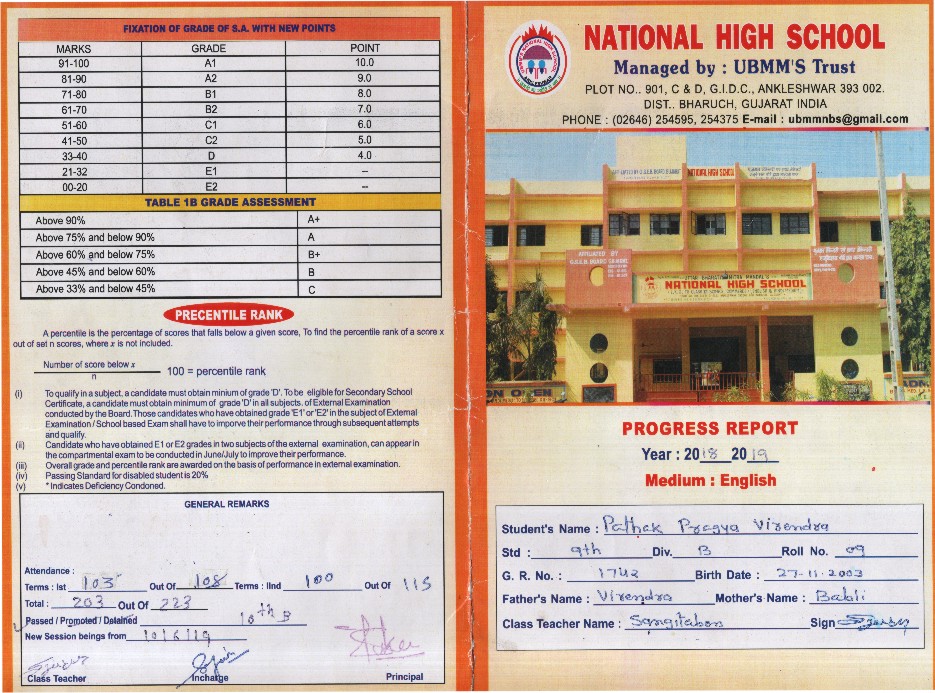 FIXATION OF GRADE OF S.A. WITH NEW POINTS
MARKS GRADE POINT
91-100 A1 10.0
81-90 A2 9.0
71-80 B1 8.0
61-70 B2 7.0
51-60 C1 6.0
41-50 C2 5.0
33-40 D 4.0
21-32 E1 --
00-20 E2 --
TABLE 1B GRADE ASSESSMENT
Above 90% A+
Above 75% and below 90% A
Above 60% and below 75% B+
Above 45% and below 60% B
Above 33% and below 45% C
PRECENTILE RANK
A percentile is the percentage of scores that falls below a given score, To find the percentile rank of a score x
out of set n scores, where x is not included.
Number of score below x
n
100 = percentile rank
(i) To qualify in a subject, a candidate must obtain minium of grade 'D'. To be eligible for Secondary School
Certificate, a candidate must obtain minimum of grade 'D' in all subjects. of External Examination
conducted by the Board. Those candidates who have obtained grade 'E1' or 'E2' in the subject of External
Examination / School based Exam shall have to imporve their performance through subsequent attempts
and qualify.
(ii) Candidate who have obtained E1 or E2 grades in two subjects of the external examination, can appear in
the compartmental exam to be conducted in June/July to improve their performance.
(iii) Overall grade and percentile rank are awarded on the basis of performance in external examination.
(iv) Passing Standard for disabled student is 20%
(v) * Indicates Deficiency Condoned.
GENERAL REMARKS
Attendance :
Terms : Ist 103 Out Of 108 Terms : IInd 100 Out Of 115
Total : 203 Out Of 223
Passed / Promoted / Detained 10th B
New Session beings from 10/6/19
Class Teacher Incharge Principal
NATIONAL HIGH SCHOOL
Managed by : UBMM'S Trust
PLOT NO.. 901, C & D, G.I.D.C., ANKLESHWAR 393 002.
DIST.. BHARUCH, GUJARAT INDIA
PHONE : (02646) 254595, 254375 E-mail : ubmmnbs@gmail.com
NATIONAL HIGH SCHOOL
AFFILIATED BY
UTTAR BHARATIYA MITRA MANDAL'S
NATIONAL HIGH SCHOOL
PROGRESS REPORT
Year : 2018 2019
Medium : English
Student's Name : Pathak Pragya Virendra
Std : 9th Div. B Roll No. 09
G. R. No. : 1742 Birth Date : 27-11-2003
Father's Name : Virendra Mother's Name : Babli
Class Teacher Name : Sangitaben Sign